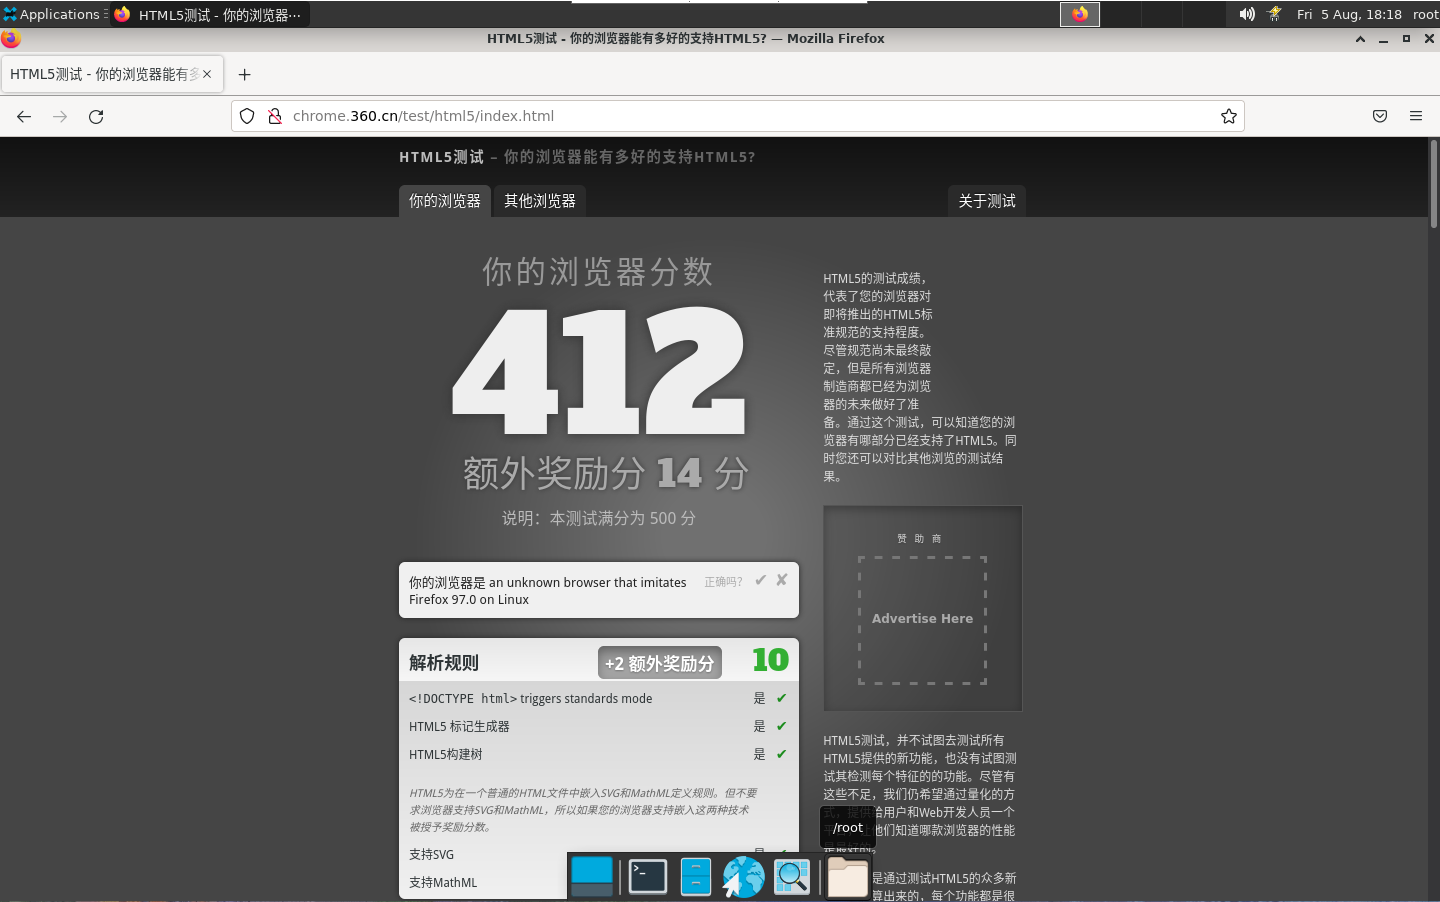 Applications
HTML5测试 - 你的浏览器…
Fri 5 Aug, 18:18 root
HTML5测试 - 你的浏览器能有多好的支持HTML5? — Mozilla Firefox
HTML5测试 - 你的浏览器能有多
chrome.360.cn/test/html5/index.html
HTML5测试 – 你的浏览器能有多好的支持HTML5?
你的浏览器
其他浏览器
关于测试
你的浏览器分数
412
额外奖励分 14 分
说明：本测试满分为 500 分
HTML5的测试成绩，
代表了您的浏览器对
即将推出的HTML5标
准规范的支持程度。
尽管规范尚未最终敲
定，但是所有浏览器
制造商都已经为浏览
器的未来做好了准
备。通过这个测试，可以知道您的浏
览器有哪部分已经支持了HTML5。同
时您还可以对比其他浏览的测试结
果。
赞助商
Advertise Here
你的浏览器是 an unknown browser that imitates
Firefox 97.0 on Linux
正确吗? ✔ ✘
解析规则
+2 额外奖励分
10
<!DOCTYPE html> triggers standards mode 是 ✔
HTML5 标记生成器 是 ✔
HTML5构建树 是 ✔
HTML5为在一个普通的HTML文件中嵌入SVG和MathML定义规则。但不要
求浏览器支持SVG和MathML，所以如果您的浏览器支持嵌入这两种技术
被授予奖励分数。
支持SVG
支持MathML
HTML5测试，并不试图去测试所有
HTML5提供的新功能，也没有试图测
试其检测每个特征的的功能。尽管有
这些不足，我们仍希望通过量化的方
式，提供给用户和Web开发人员一个
他们知道哪款浏览器的性能
是最好的。
/root
是通过测试HTML5的众多新
算出来的，每个功能都是很